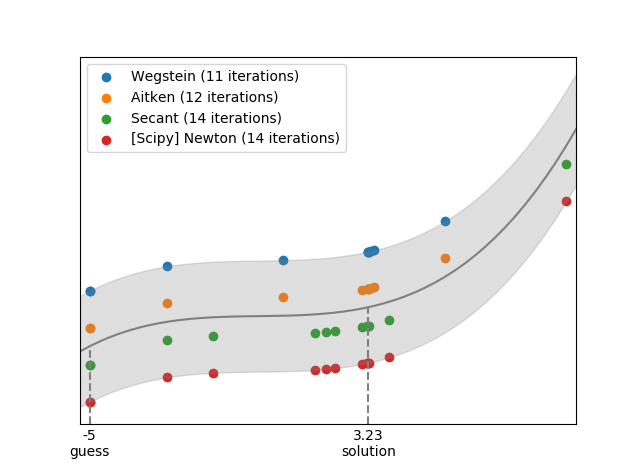 Wegstein (11 iterations)
Aitken (12 iterations)
Secant (14 iterations)
[Scipy] Newton (14 iterations)
-5
guess
3.23
solution